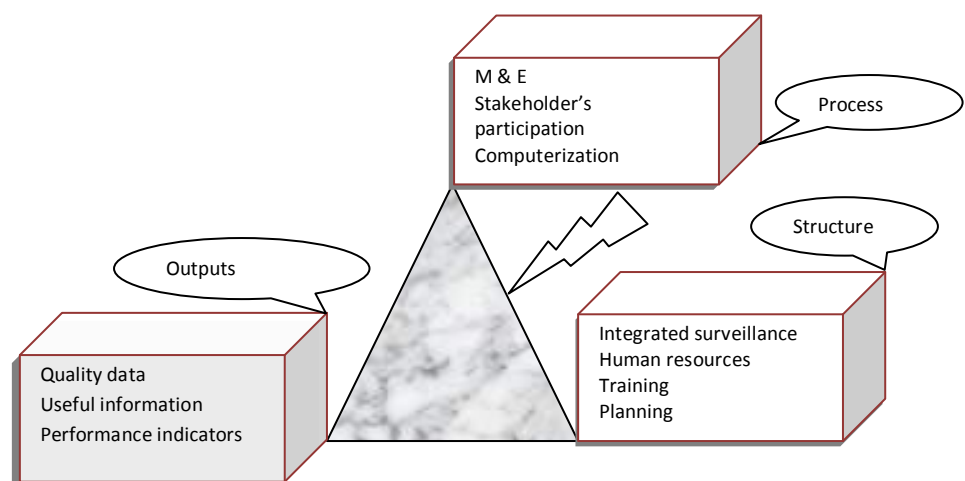 M & E
Stakeholder’s
participation
Computerization
Process
Structure
Outputs
Integrated surveillance
Human resources
Training
Planning
Quality data
Useful information
Performance indicators